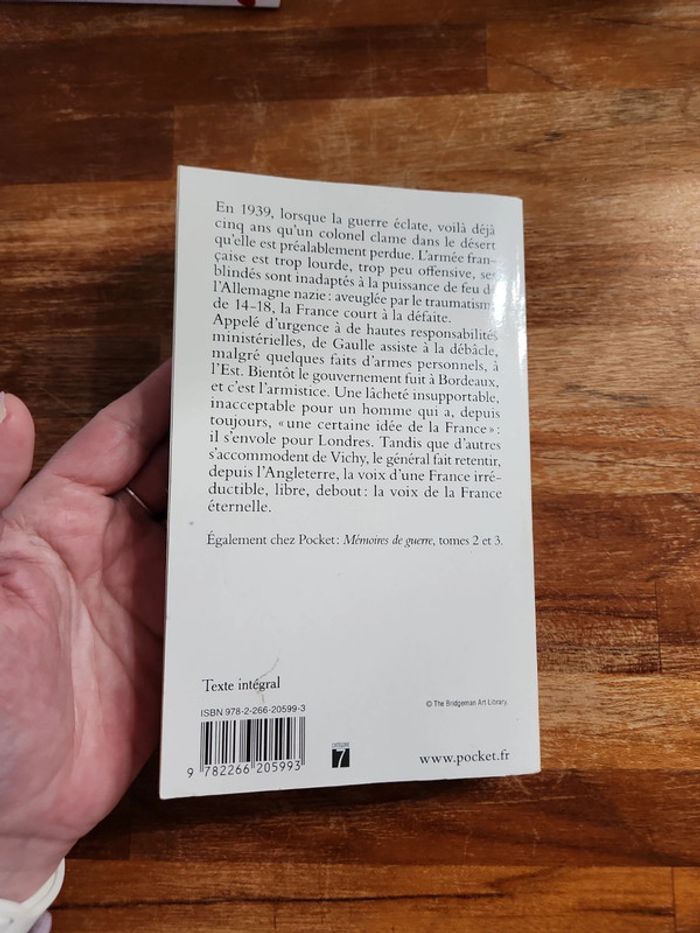 En 1939, lorsque la guerre éclate, voilà déjà
cinq ans qu'un colonel clame dans le désert
qu'elle est préalablement perdue. L'armée fran-
çaise est trop lourde, trop peu offensive, ses
blindés sont inadaptés à la puissance de feu de
l'Allemagne nazie : aveuglée par le traumatisme
de 14-18, la France court à la défaite.
Appelé d'urgence à de hautes responsabilités
ministérielles, de Gaulle assiste à la débâcle,
malgré quelques faits d'armes personnels, à
l'Est. Bientôt le gouvernement fuit à Bordeaux,
et c'est l'armistice. Une lâcheté insupportable,
inacceptable pour un homme qui a, depuis
toujours, « une certaine idée de la France » :
il s'envole pour Londres. Tandis que d'autres
s'accommodent de Vichy, le général fait retentir,
depuis l'Angleterre, la voix d'une France irré-
ductible, libre, debout : la voix de la France
éternelle.
Également chez Pocket : Mémoires de guerre, tomes 2 et 3.
Texte intégral
ISBN 978-2-266-20599-3
© The Bridgeman Art Library.
9 782266 205993
CATÉGORIE
7
www.pocket.fr